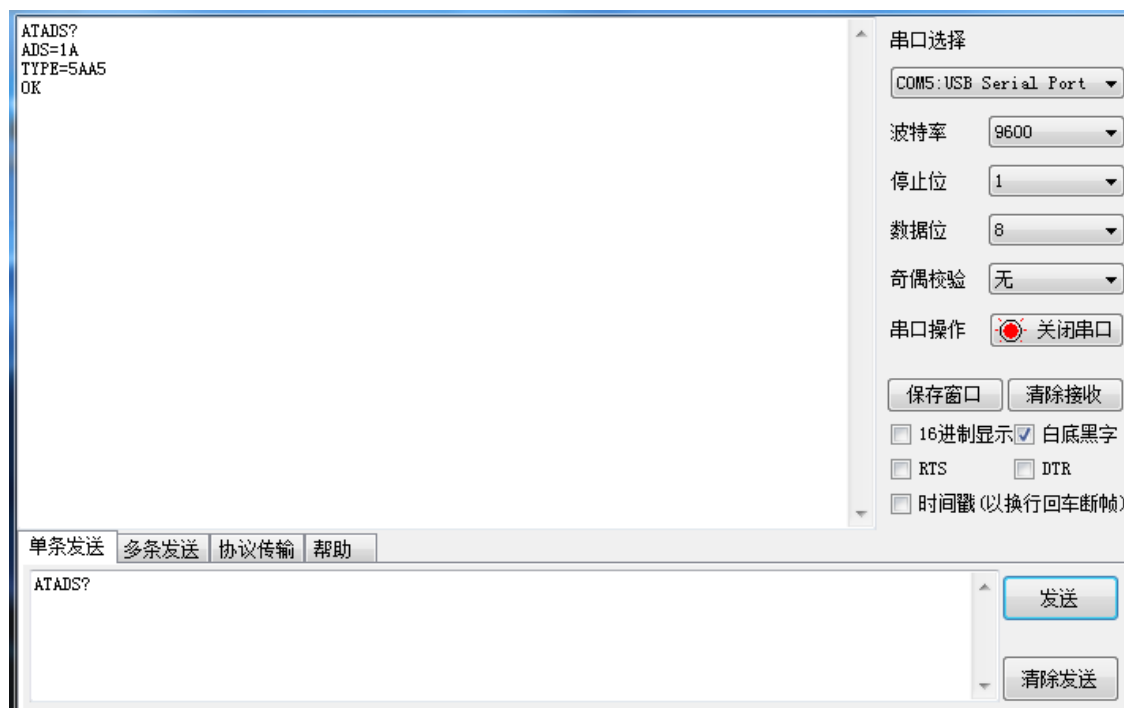 ATADS?
ADS=1A
TYPE=5AA5
OK
串口选择
COM5:USB Serial Port
波特率 9600
停止位 1
数据位 8
奇偶校验 无
串口操作 关闭串口
保存窗口 清除接收
16进制显示 白底黑字
RTS DTR
时间戳(以换行回车断帧)
单条发送 多条发送 协议传输 帮助
ATADS?
发送
清除发送